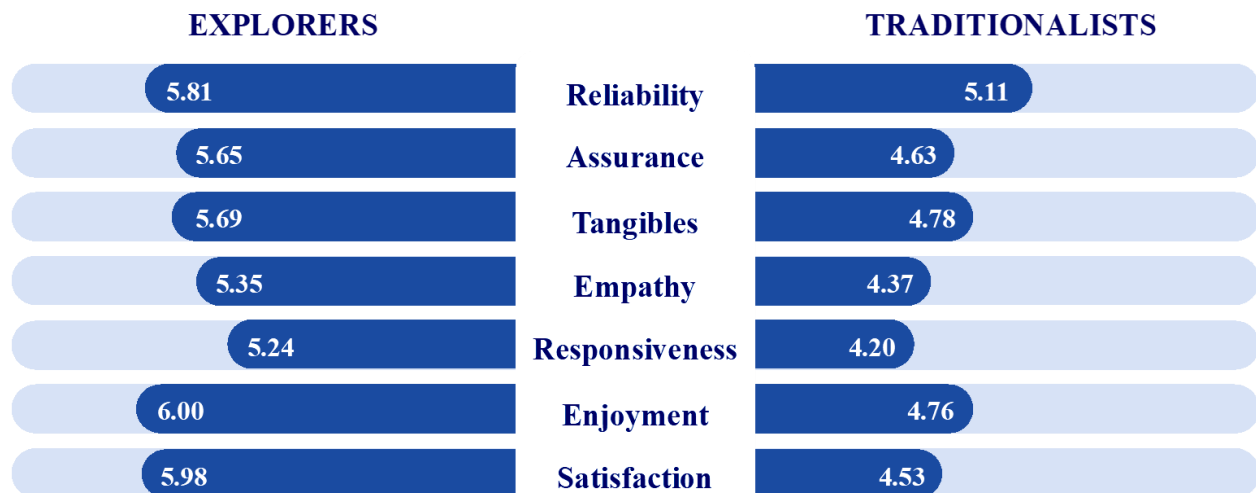 EXPLORERS TRADITIONALISTS
5.81 Reliability 5.11
5.65 Assurance 4.63
5.69 Tangibles 4.78
5.35 Empathy 4.37
5.24 Responsiveness 4.20
6.00 Enjoyment 4.76
5.98 Satisfaction 4.53